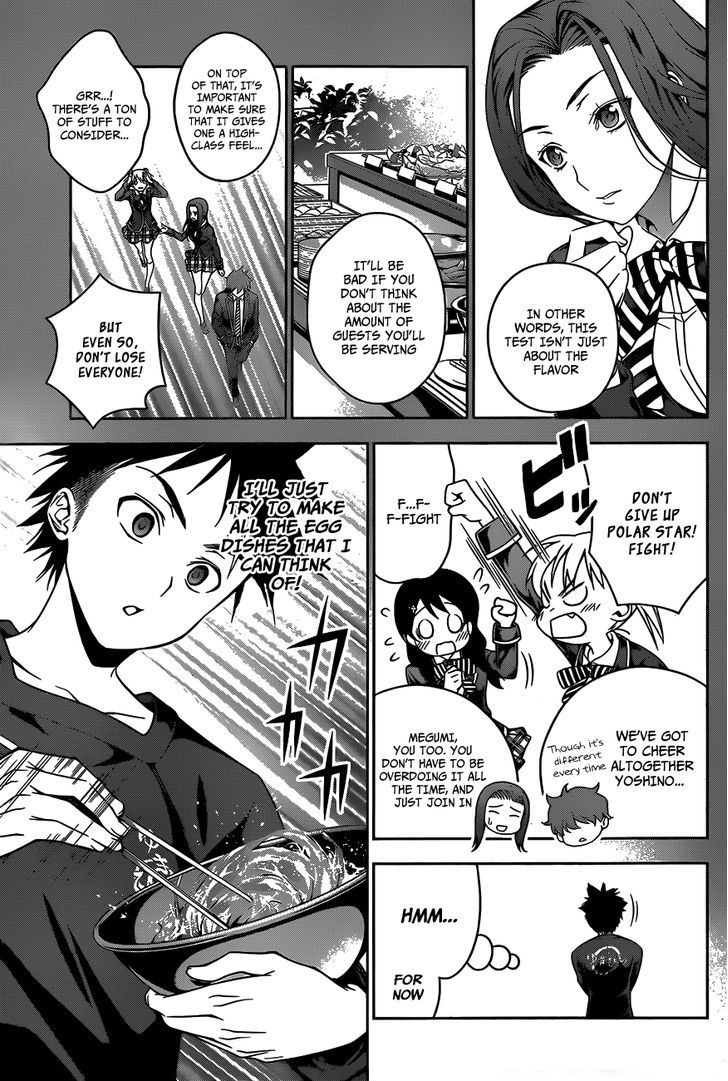 IN OTHER
WORDS, THIS
TEST ISN'T JUST
ABOUT THE
FLAVOR
IT'LL BE
BAD IF YOU
DON'T THINK
ABOUT THE
AMOUNT OF
GUESTS YOU'LL
BE SERVING
ON TOP
OF THAT, IT'S
IMPORTANT
TO MAKE SURE
THAT IT GIVES
ONE A HIGH-
CLASS FEEL...
GRR...!
THERE'S A TON
OF STUFF TO
CONSIDER...
BUT
EVEN SO,
DON'T LOSE
EVERYONE!
DON'T
GIVE UP
POLAR STAR!
FIGHT!
ビッ
F...F-
F-FIGHT
WE'VE GOT
TO CHEER
ALTOGETHER
YOSHINO...
Though it's
different
every time
MEGUMI,
YOU TOO. YOU
DON'T HAVE TO BE
OVERDOING IT ALL
THE TIME, AND
JUST JOIN IN
HMM...
FOR
NOW
I'LL JUST
TRY TO MAKE
ALL THE EGG
DISHES THAT I
CAN THINK
OF!
カカカ